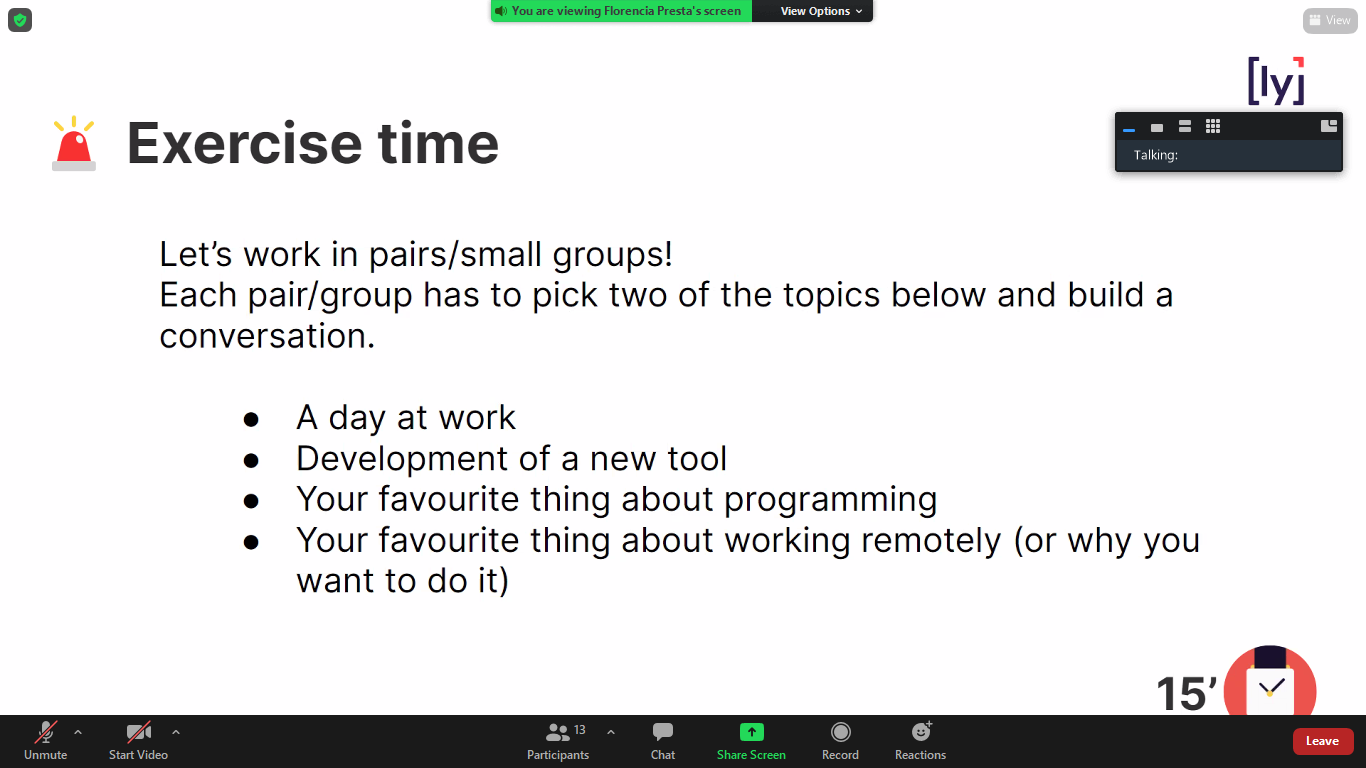 You are viewing Florencia Presta's screen
View Options
View
[ly]
Exercise time
Talking:
Let’s work in pairs/small groups!
Each pair/group has to pick two of the topics below and build a
conversation.
● A day at work
● Development of a new tool
● Your favourite thing about programming
● Your favourite thing about working remotely (or why you
want to do it)
15’
Unmute
Start Video
Participants
13
Chat
Share Screen
Record
Reactions
Leave